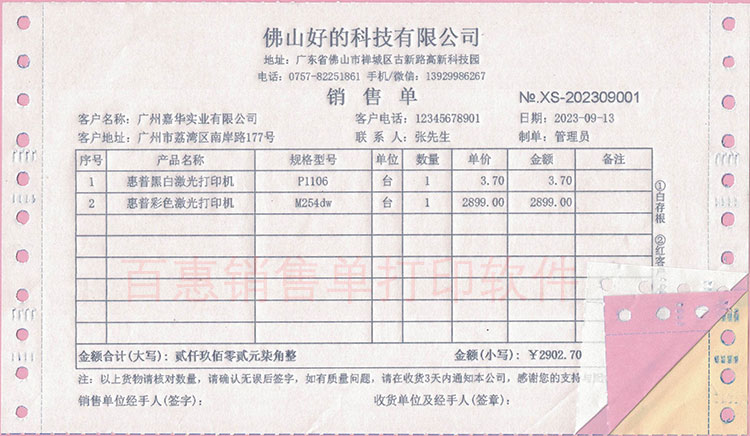 佛山好的科技有限公司
地址: 广东省佛山市禅城区古新路高新科技园
电话: 0757-82251861 手机/微信: 13929986267
销售单
№.XS-202309001
客户名称: 广州嘉华实业有限公司 客户电话: 12345678901 日期: 2023-09-13
客户地址: 广州市荔湾区南岸路177号 联系人: 张先生 制单: 管理员
序号 产品名称 规格型号 单位 数量 单价 金额 备注
1 惠普黑白激光打印机 P1106 台 1 3.70 3.70
2 惠普彩色激光打印机 M254dw 台 1 2899.00 2899.00
百惠销售单打印软件
金额合计(大写): 贰仟玖佰零贰元柒角整 金额(小写): ¥2902.70
注: 以上货物请核对数量, 请确认无误后签字, 如有质量问题, 请在收货3天内通知本公司, 感谢您的支持与
销售单位经手人(签字): 收货单位及经手人(签章):
①白存根 ②红客